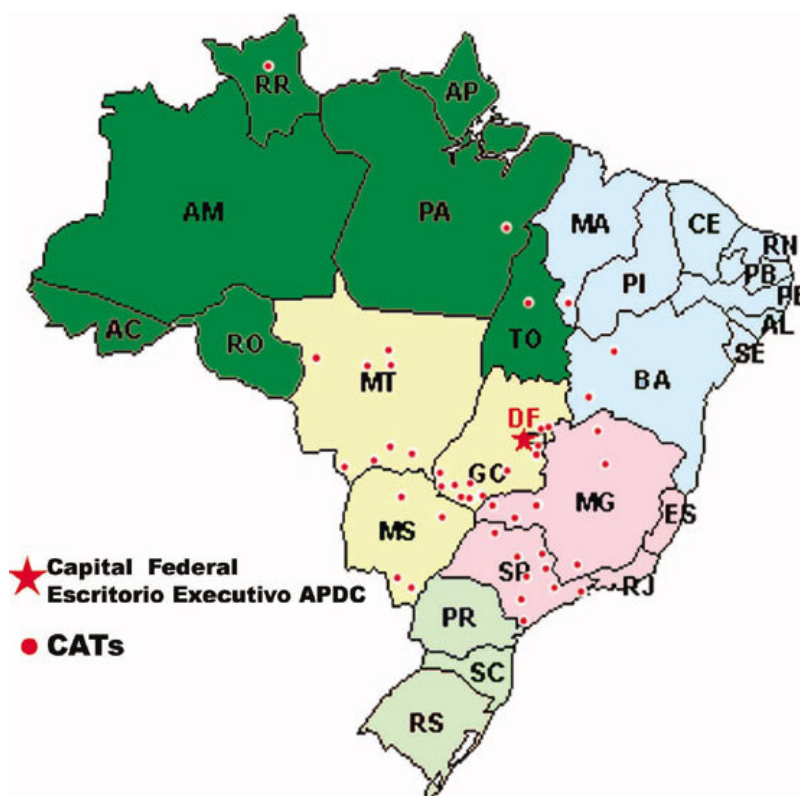 RR
AP
AM
PA
MA
CE
RN
PB
PI
PE
AL
AC
RO
TO
SE
MT
BA
DF
GC
MG
ES
MS
SP
RJ
PR
SC
RS
Capital Federal
Escritorio Executivo APDC
CATs